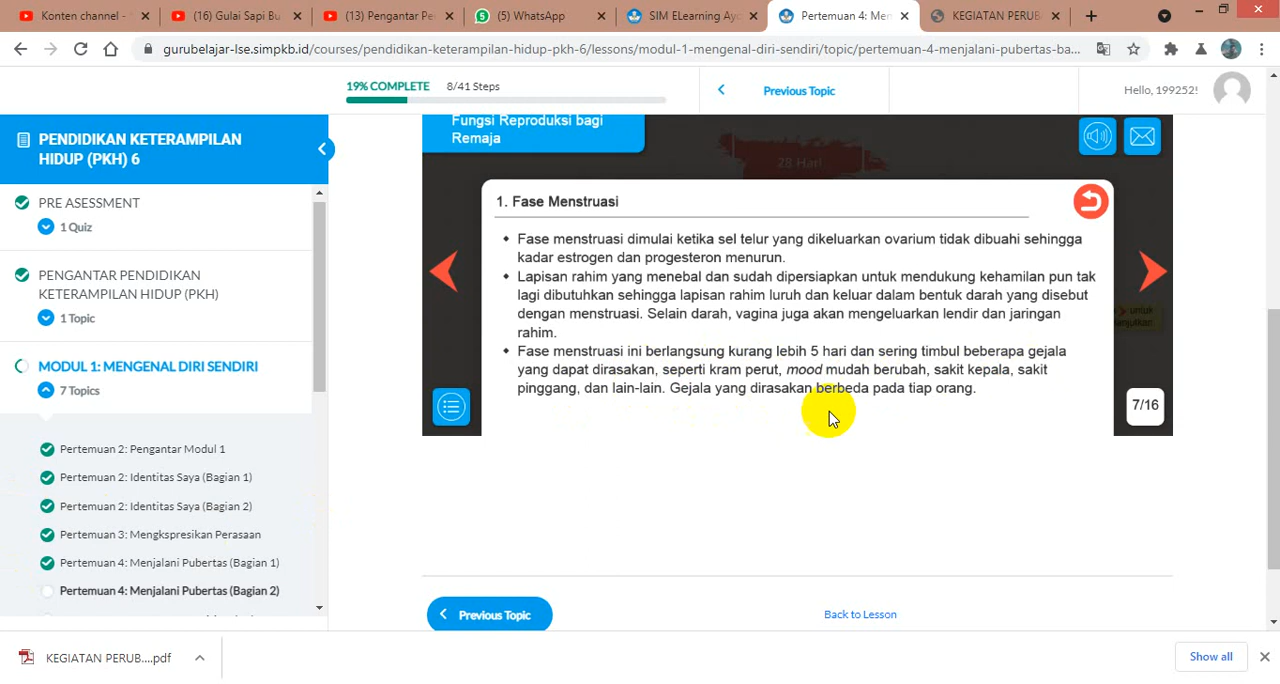 Konten channel -
(16) Gulai Sapi Bu
(13) Pengantar Pe
(5) WhatsApp
SIM ELearning Ayo
Pertemuan 4: Men
KEGIATAN PERUB
gurubelajar-lse.simpkb.id/courses/pendidikan-keterampilan-hidup-pkh-6/lessons/modul-1-mengenal-diri-sendiri/topic/pertemuan-4-menjalani-pubertas-ba...
19% COMPLETE 8/41 Steps
Previous Topic
Hello, 199252!
PENDIDIKAN KETERAMPILAN
HIDUP (PKH) 6
PRE ASESSMENT
1 Quiz
PENGANTAR PENDIDIKAN
KETERAMPILAN HIDUP (PKH)
1 Topic
MODUL 1: MENGENAL DIRI SENDIRI
7 Topics
Pertemuan 2: Pengantar Modul 1
Pertemuan 2: Identitas Saya (Bagian 1)
Pertemuan 2: Identitas Saya (Bagian 2)
Pertemuan 3: Mengkspresikan Perasaan
Pertemuan 4: Menjalani Pubertas (Bagian 1)
Pertemuan 4: Menjalani Pubertas (Bagian 2)
Fungsi Reproduksi bagi
Remaja
28 Hari
1. Fase Menstruasi
• Fase menstruasi dimulai ketika sel telur yang dikeluarkan ovarium tidak dibuahi sehingga
kadar estrogen dan progesteron menurun.
• Lapisan rahim yang menebal dan sudah dipersiapkan untuk mendukung kehamilan pun tak
lagi dibutuhkan sehingga lapisan rahim luruh dan keluar dalam bentuk darah yang disebut
dengan menstruasi. Selain darah, vagina juga akan mengeluarkan lendir dan jaringan
rahim.
• Fase menstruasi ini berlangsung kurang lebih 5 hari dan sering timbul beberapa gejala
yang dapat dirasakan, seperti kram perut, mood mudah berubah, sakit kepala, sakit
pinggang, dan lain-lain. Gejala yang dirasakan berbeda pada tiap orang.
untuk
7/16
Previous Topic
Back to Lesson
KEGIATAN PERUB....pdf
Show all